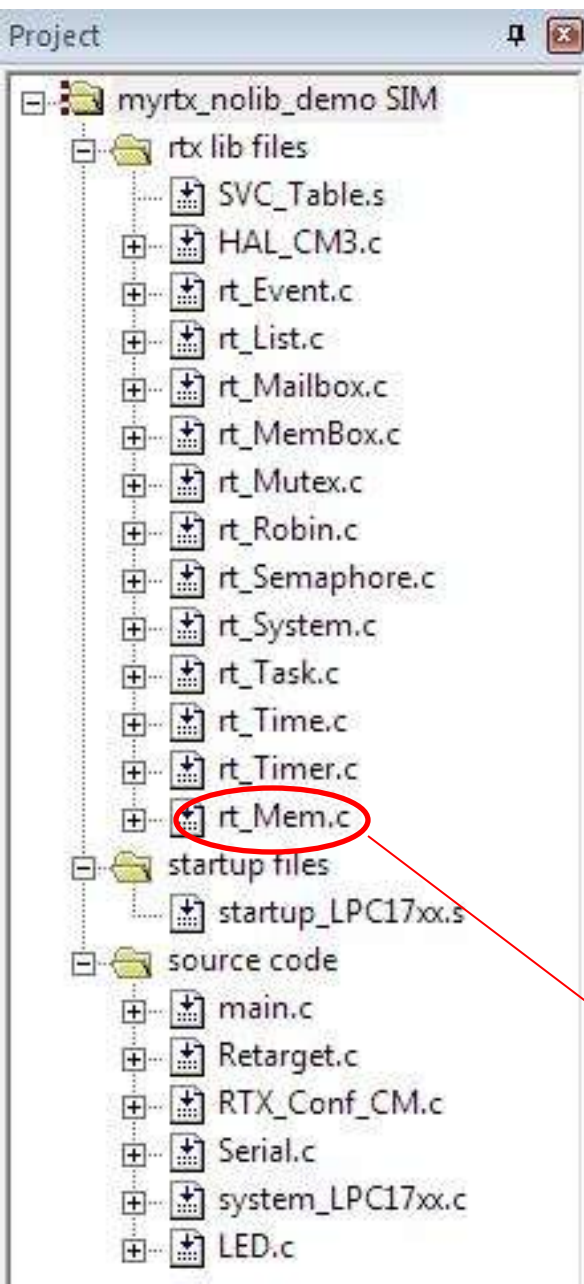 Project
myrtx_nolib_demo SIM
rtx lib files
SVC_Table.s
HAL_CM3.c
rt_Event.c
rt_List.c
rt_Mailbox.c
rt_MemBox.c
rt_Mutex.c
rt_Robin.c
rt_Semaphore.c
rt_System.c
rt_Task.c
rt_Time.c
rt_Timer.c
rt_Mem.c
startup files
startup_LPC17xx.s
source code
main.c
Retarget.c
RTX_Conf_CM.c
Serial.c
system_LPC17xx.c
LED.c